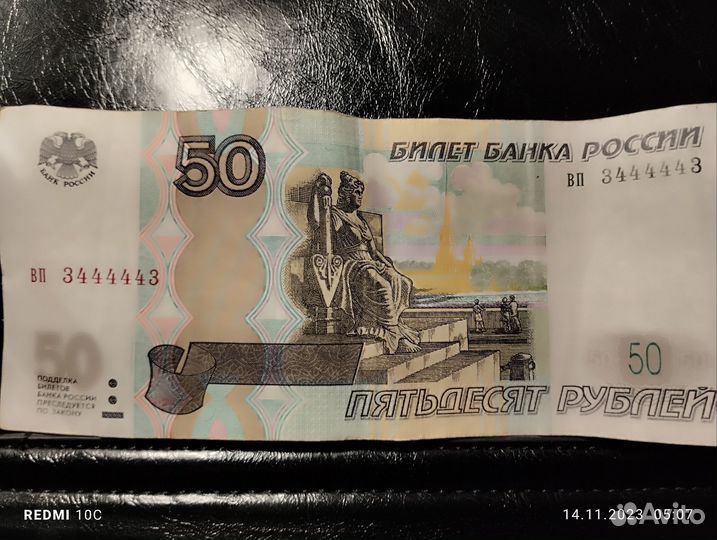 БАНК РОССИИ
50
БИЛЕТ БАНКА РОССИИ
ВП 3444443
ВП 3444443
50
50
ПОДДЕЛКА
БИЛЕТОВ
БАНКА РОССИИ
ПРЕСЛЕДУЕТСЯ
ПО ЗАКОНУ
ПЯТЬДЕСЯТ РУБЛЕЙ
REDMI 10C
14.11.2023 05:07
Avito